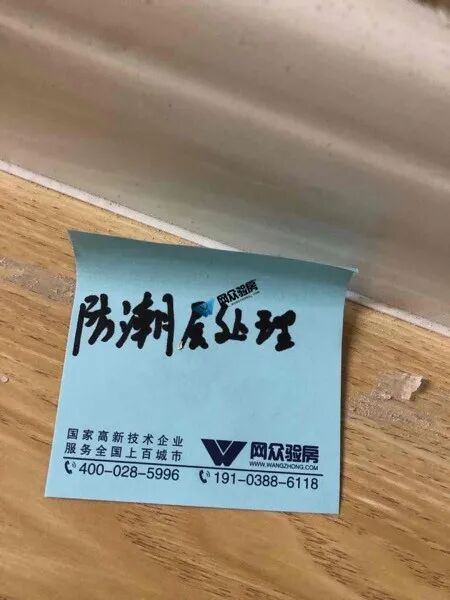 防潮层处理
网众验房
国家高新技术企业
服务全国上百城市
网众验房
WWW.WANGZHONG.COM
400-028-5996
191-0388-6118